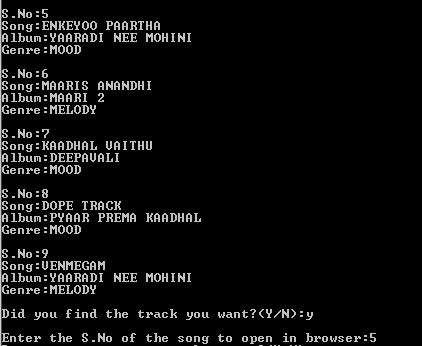 S.No:5
Song:ENKEYOO PAARTHA
Album:YAARADI NEE MOHINI
Genre:MOOD
S.No:6
Song:MAARIS ANANDHI
Album:MAARI 2
Genre:MELODY
S.No:7
Song:KAADHAL VAITHU
Album:DEEPAVALI
Genre:MOOD
S.No:8
Song:DOPE TRACK
Album:PYAAR PREMA KAADHAL
Genre:MOOD
S.No:9
Song:VENMEGAM
Album:YAARADI NEE MOHINI
Genre:MELODY
Did you find the track you want?(Y/N):y
Enter the S.No of the song to open in browser:5